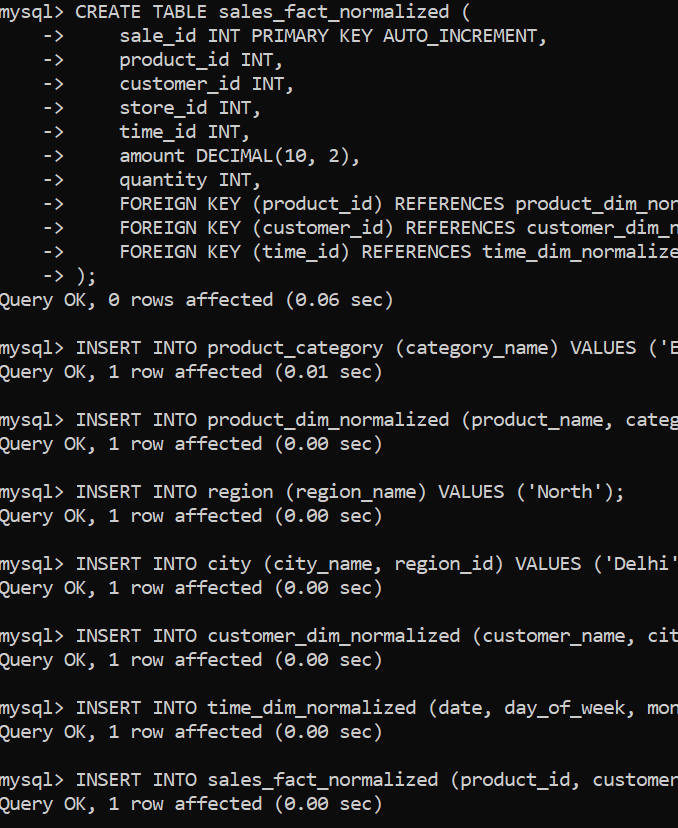 mysql> CREATE TABLE sales_fact_normalized (
    ->     sale_id INT PRIMARY KEY AUTO_INCREMENT,
    ->     product_id INT,
    ->     customer_id INT,
    ->     store_id INT,
    ->     time_id INT,
    ->     amount DECIMAL(10, 2),
    ->     quantity INT,
    ->     FOREIGN KEY (product_id) REFERENCES product_dim_nor
    ->     FOREIGN KEY (customer_id) REFERENCES customer_dim_n
    ->     FOREIGN KEY (time_id) REFERENCES time_dim_normalize
    -> );
Query OK, 0 rows affected (0.06 sec)
mysql> INSERT INTO product_category (category_name) VALUES ('E
Query OK, 1 row affected (0.01 sec)
mysql> INSERT INTO product_dim_normalized (product_name, categ
Query OK, 1 row affected (0.00 sec)
mysql> INSERT INTO region (region_name) VALUES ('North');
Query OK, 1 row affected (0.00 sec)
mysql> INSERT INTO city (city_name, region_id) VALUES ('Delhi'
Query OK, 1 row affected (0.00 sec)
mysql> INSERT INTO customer_dim_normalized (customer_name, cit
Query OK, 1 row affected (0.00 sec)
mysql> INSERT INTO time_dim_normalized (date, day_of_week, mon
Query OK, 1 row affected (0.00 sec)
mysql> INSERT INTO sales_fact_normalized (product_id, customer
Query OK, 1 row affected (0.00 sec)